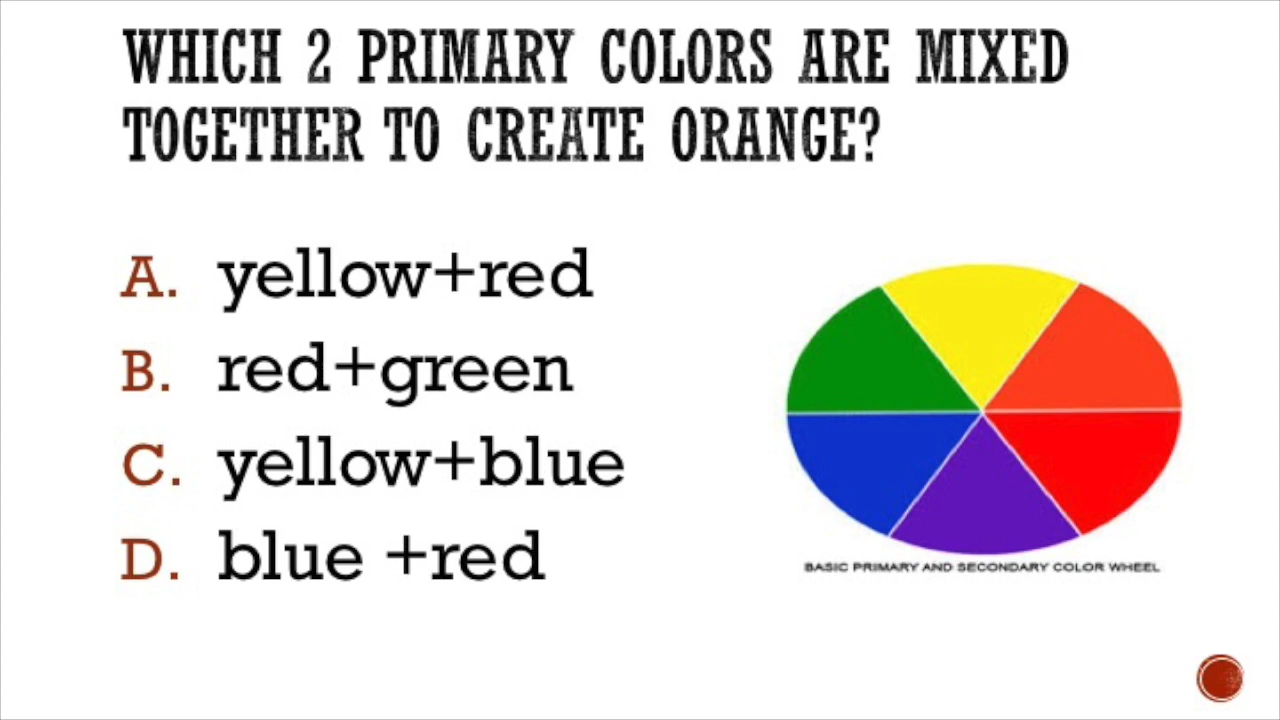 WHICH 2 PRIMARY COLORS ARE MIXED
TOGETHER TO CREATE ORANGE?
A. yellow+red
B. red+green
C. yellow+blue
D. blue +red
BASIC PRIMARY AND SECONDARY COLOR WHEEL